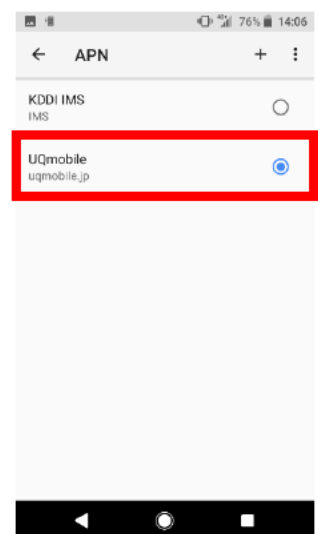 76% 14:06
APN
KDDI IMS
IMS
UQmobile
uqmobile.jp